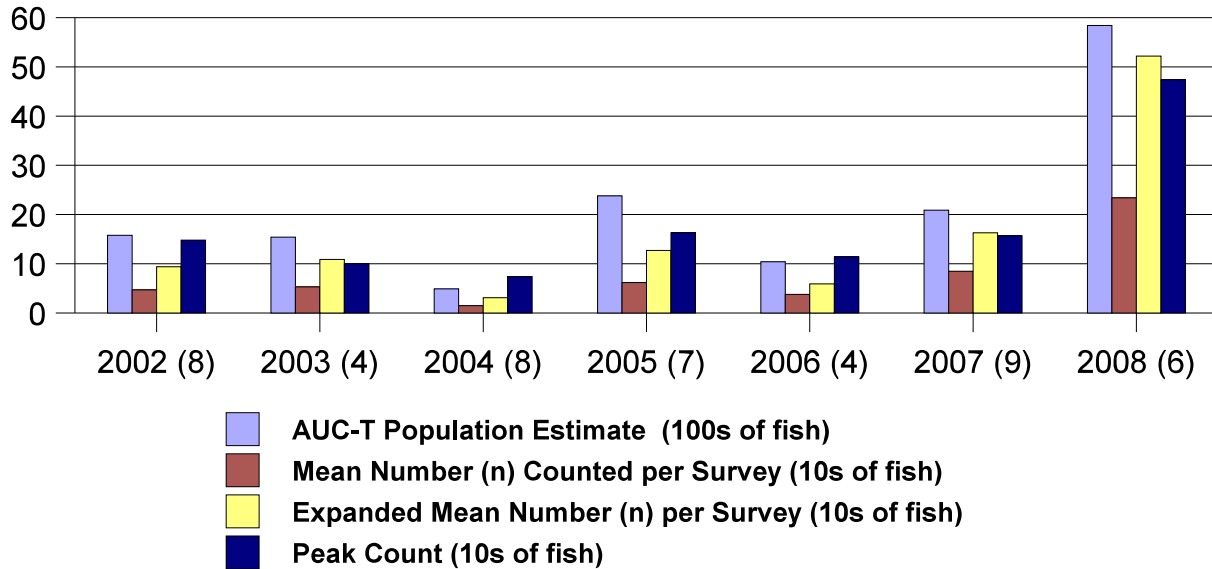 60
50
40
30
20
10
0
2002 (8) 2003 (4) 2004 (8) 2005 (7) 2006 (4) 2007 (9) 2008 (6)
AUC-T Population Estimate (100s of fish)
Mean Number (n) Counted per Survey (10s of fish)
Expanded Mean Number (n) per Survey (10s of fish)
Peak Count (10s of fish)